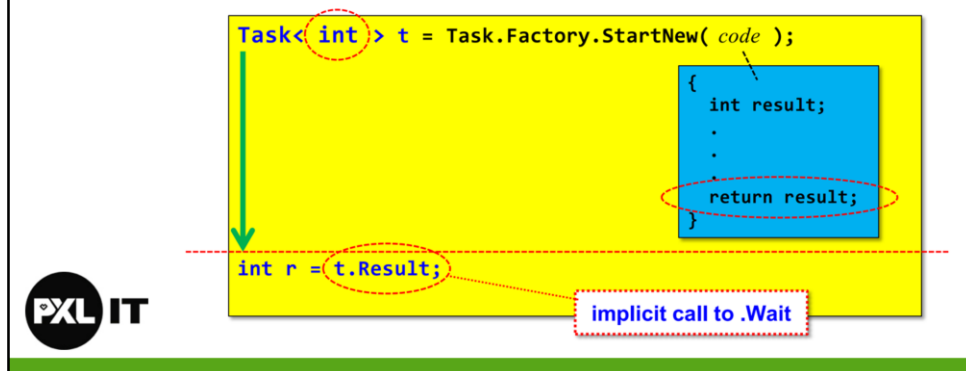 Task< int > t = Task.Factory.StartNew( code );
{
int result;
.
.
.
return result;
}
int r = t.Result;
implicit call to .Wait
PXL IT